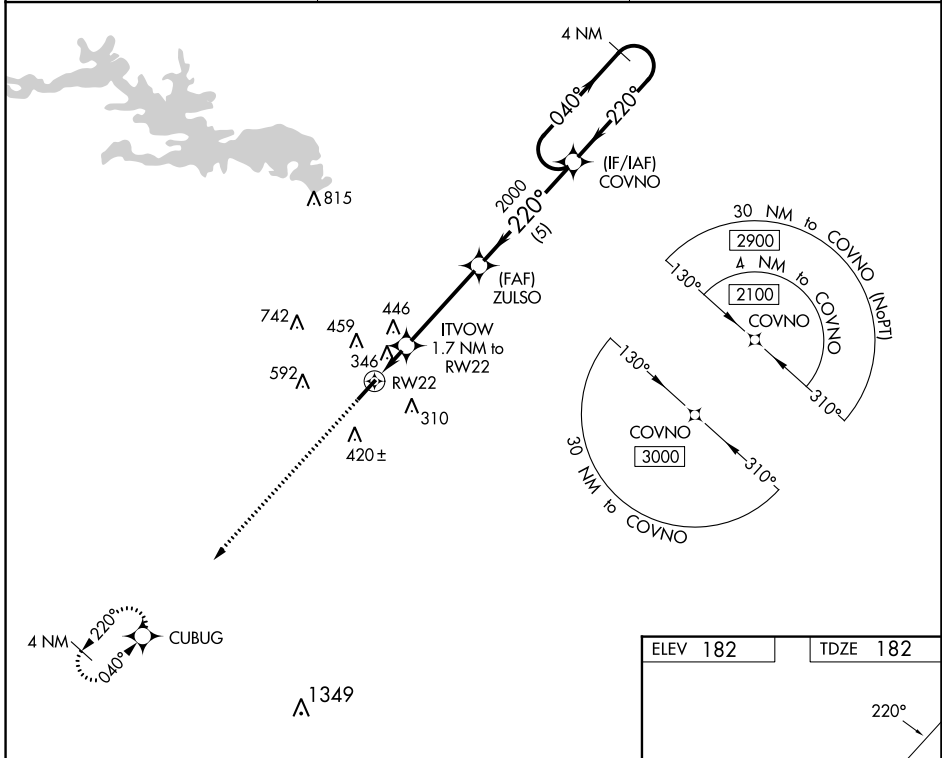 4 NM
040°
220°
(IF/IAF)
COVNO
2000
220°
(5)
815
30 NM to COVNO (NoPT)
2900
4 NM to COVNO
2100
130°
COVNO
310°
(FAF)
ZULSO
742
459
446
ITVOW
1.7 NM to
RW22
346
592
RW22
310
420±
130°
COVNO
3000
310°
30 NM to COVNO
4 NM
220°
040°
CUBUG
1349
ELEV 182
TDZE 182
220°